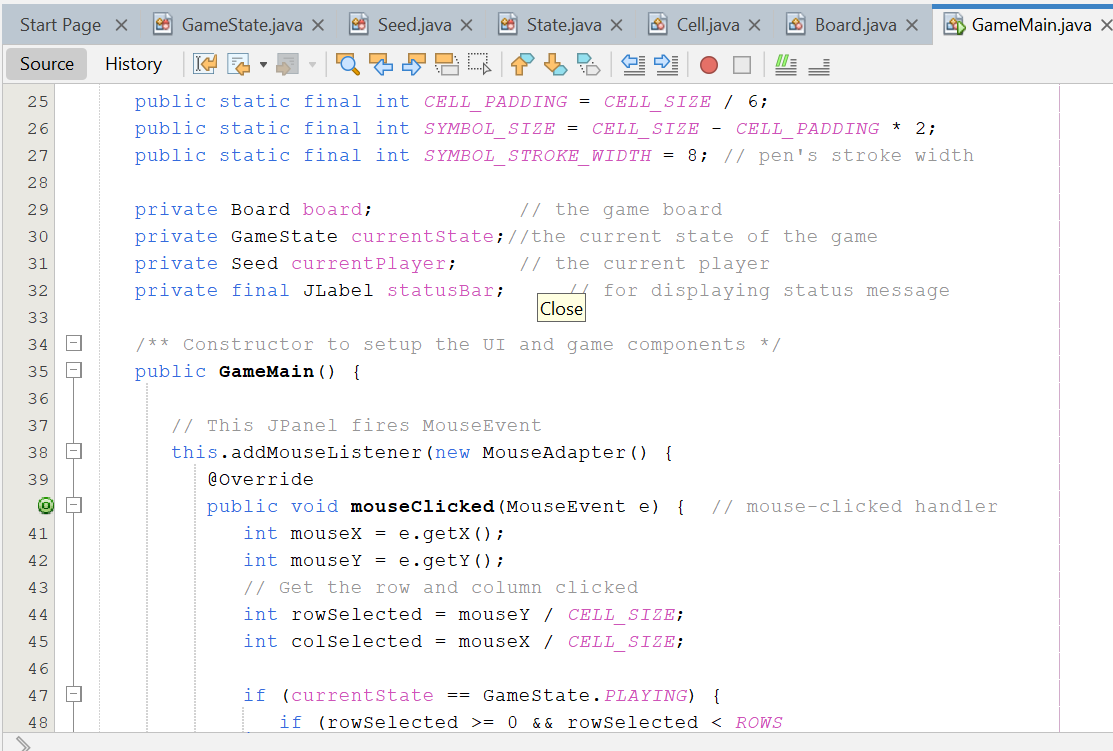 Start Page GameState.java Seed.java State.java Cell.java Board.java GameMain.java
Source History
25 public static final int CELL_PADDING = CELL_SIZE / 6;
26 public static final int SYMBOL_SIZE = CELL_SIZE - CELL_PADDING * 2;
27 public static final int SYMBOL_STROKE_WIDTH = 8; // pen's stroke width
28
29 private Board board; // the game board
30 private GameState currentState;//the current state of the game
31 private Seed currentPlayer; // the current player
32 private final JLabel statusBar; // for displaying status message
Close
33
34 /** Constructor to setup the UI and game components */
35 public GameMain() {
36
37 // This JPanel fires MouseEvent
38 this.addMouseListener(new MouseAdapter() {
39 @Override
public void mouseClicked(MouseEvent e) { // mouse-clicked handler
41 int mouseX = e.getX();
42 int mouseY = e.getY();
43 // Get the row and column clicked
44 int rowSelected = mouseY / CELL_SIZE;
45 int colSelected = mouseX / CELL_SIZE;
46
47 if (currentState == GameState.PLAYING) {
48 if (rowSelected >= 0 && rowSelected < ROWS